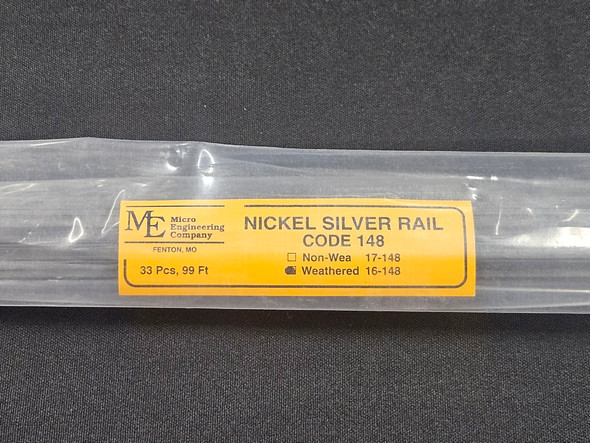 ME Micro
Engineering
Company
FENTON, MO
33 Pcs, 99 Ft
NICKEL SILVER RAIL
CODE 148
Non-Wea 17-148
Weathered 16-148